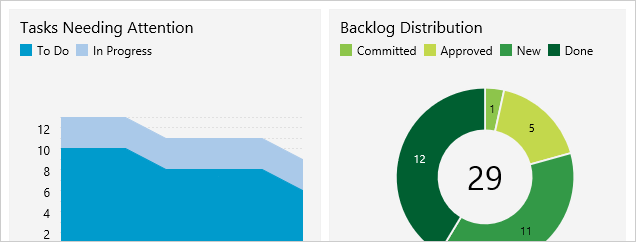 Tasks Needing Attention
To Do In Progress
12
10
8
6
4
2
Backlog Distribution
Committed Approved New Done
1
5
12
29
11